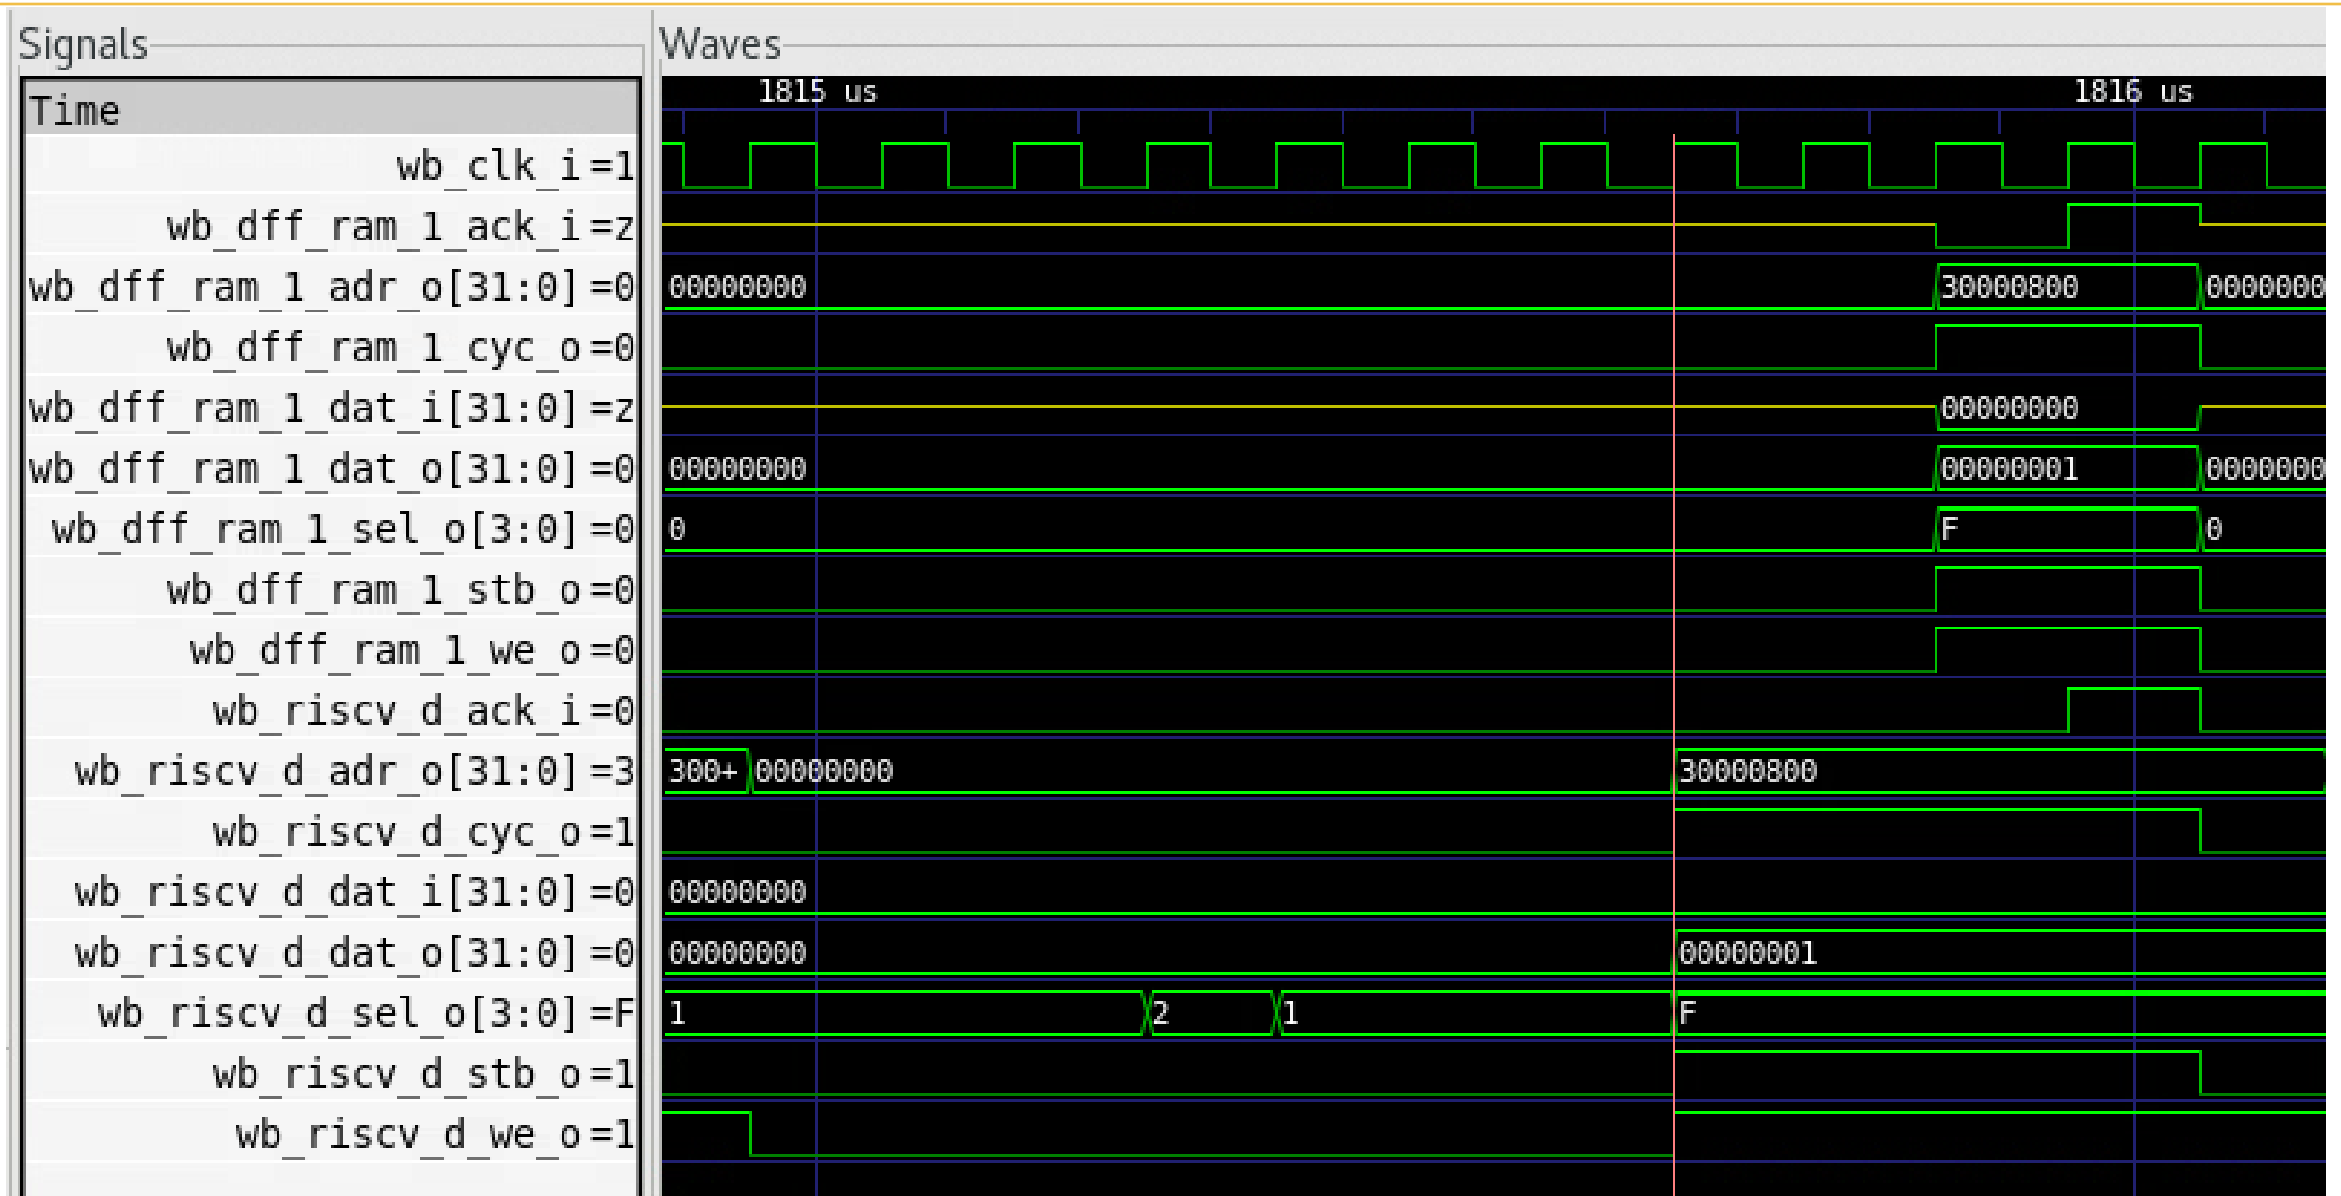 Signals
Waves
Time
1815 us
1816 us
wb_clk_i=1
wb_dff_ram_1_ack_i=z
wb_dff_ram_1_adr_o[31:0]=0
00000000
30000800
0000000
wb_dff_ram_1_cyc_o=0
wb_dff_ram_1_dat_i[31:0]=z
00000000
wb_dff_ram_1_dat_o[31:0]=0
00000000
00000001
0000000
wb_dff_ram_1_sel_o[3:0]=0
0
F
0
wb_dff_ram_1_stb_o=0
wb_dff_ram_1_we_o=0
wb_riscv_d_ack_i=0
wb_riscv_d_adr_o[31:0]=3
300+
00000000
30000800
wb_riscv_d_cyc_o=1
wb_riscv_d_dat_i[31:0]=0
00000000
wb_riscv_d_dat_o[31:0]=0
00000000
00000001
wb_riscv_d_sel_o[3:0]=F
1
2
1
F
wb_riscv_d_stb_o=1
wb_riscv_d_we_o=1